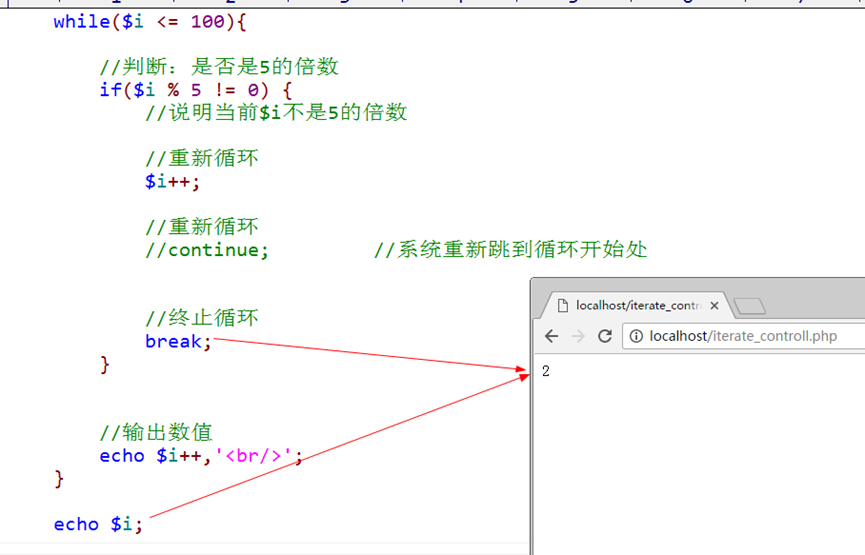 while($i <= 100){
//判断：是否是5的倍数
if($i % 5 != 0) {
//说明当前$i不是5的倍数
//重新循环
$i++;
//重新循环
//continue; //系统重新跳到循环开始处
//终止循环
break;
}
//输出数值
echo $i++,'<br/>';
}
echo $i;
localhost/iterate_contr
localhost/iterate_controll.php
2